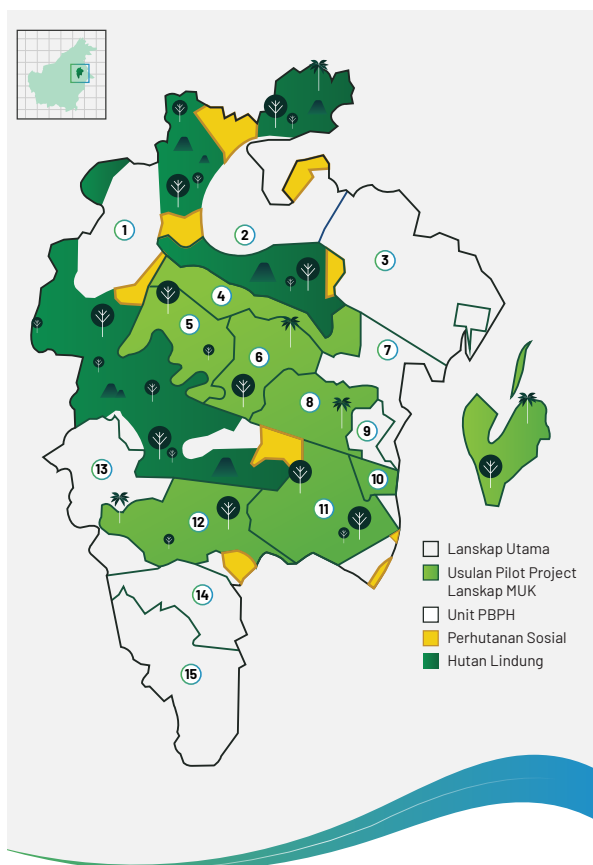 1
2
3
4
5
6
7
8
9
10
11
12
13
14
15
Lanskap Utama
Usulan Pilot Project
Lanskap MUK
Unit PBPH
Perhutanan Sosial
Hutan Lindung